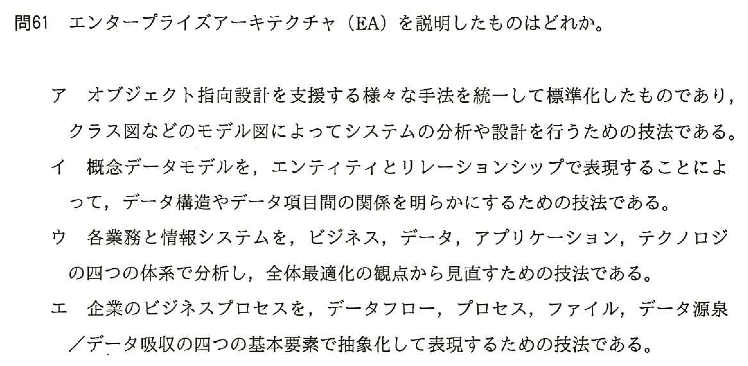 問61 エンタープライズアーキテクチャ（EA）を説明したものはどれか。
ア オブジェクト指向設計を支援する様々な手法を統一して標準化したものであり，
クラス図などのモデル図によってシステムの分析や設計を行うための技法である。
イ 概念データモデルを，エンティティとリレーションシップで表現することによ
って，データ構造やデータ項目間の関係を明らかにするための技法である。
ウ 各業務と情報システムを，ビジネス，データ，アプリケーション，テクノロジ
の四つの体系で分析し，全体最適化の観点から見直すための技法である。
エ 企業のビジネスプロセスを，データフロー，プロセス，ファイル，データ源泉
／データ吸収の四つの基本要素で抽象化して表現するための技法である。